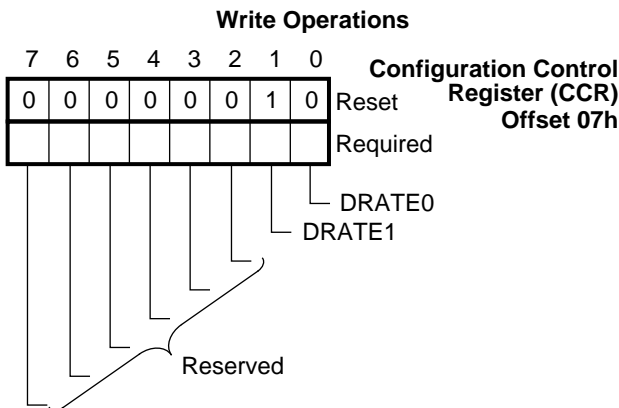 Write Operations
7 6 5 4 3 2 1 0
Configuration Control
Register (CCR)
Offset 07h
0 0 0 0 0 0 1 0 Reset
Required
DRATE0
DRATE1
Reserved